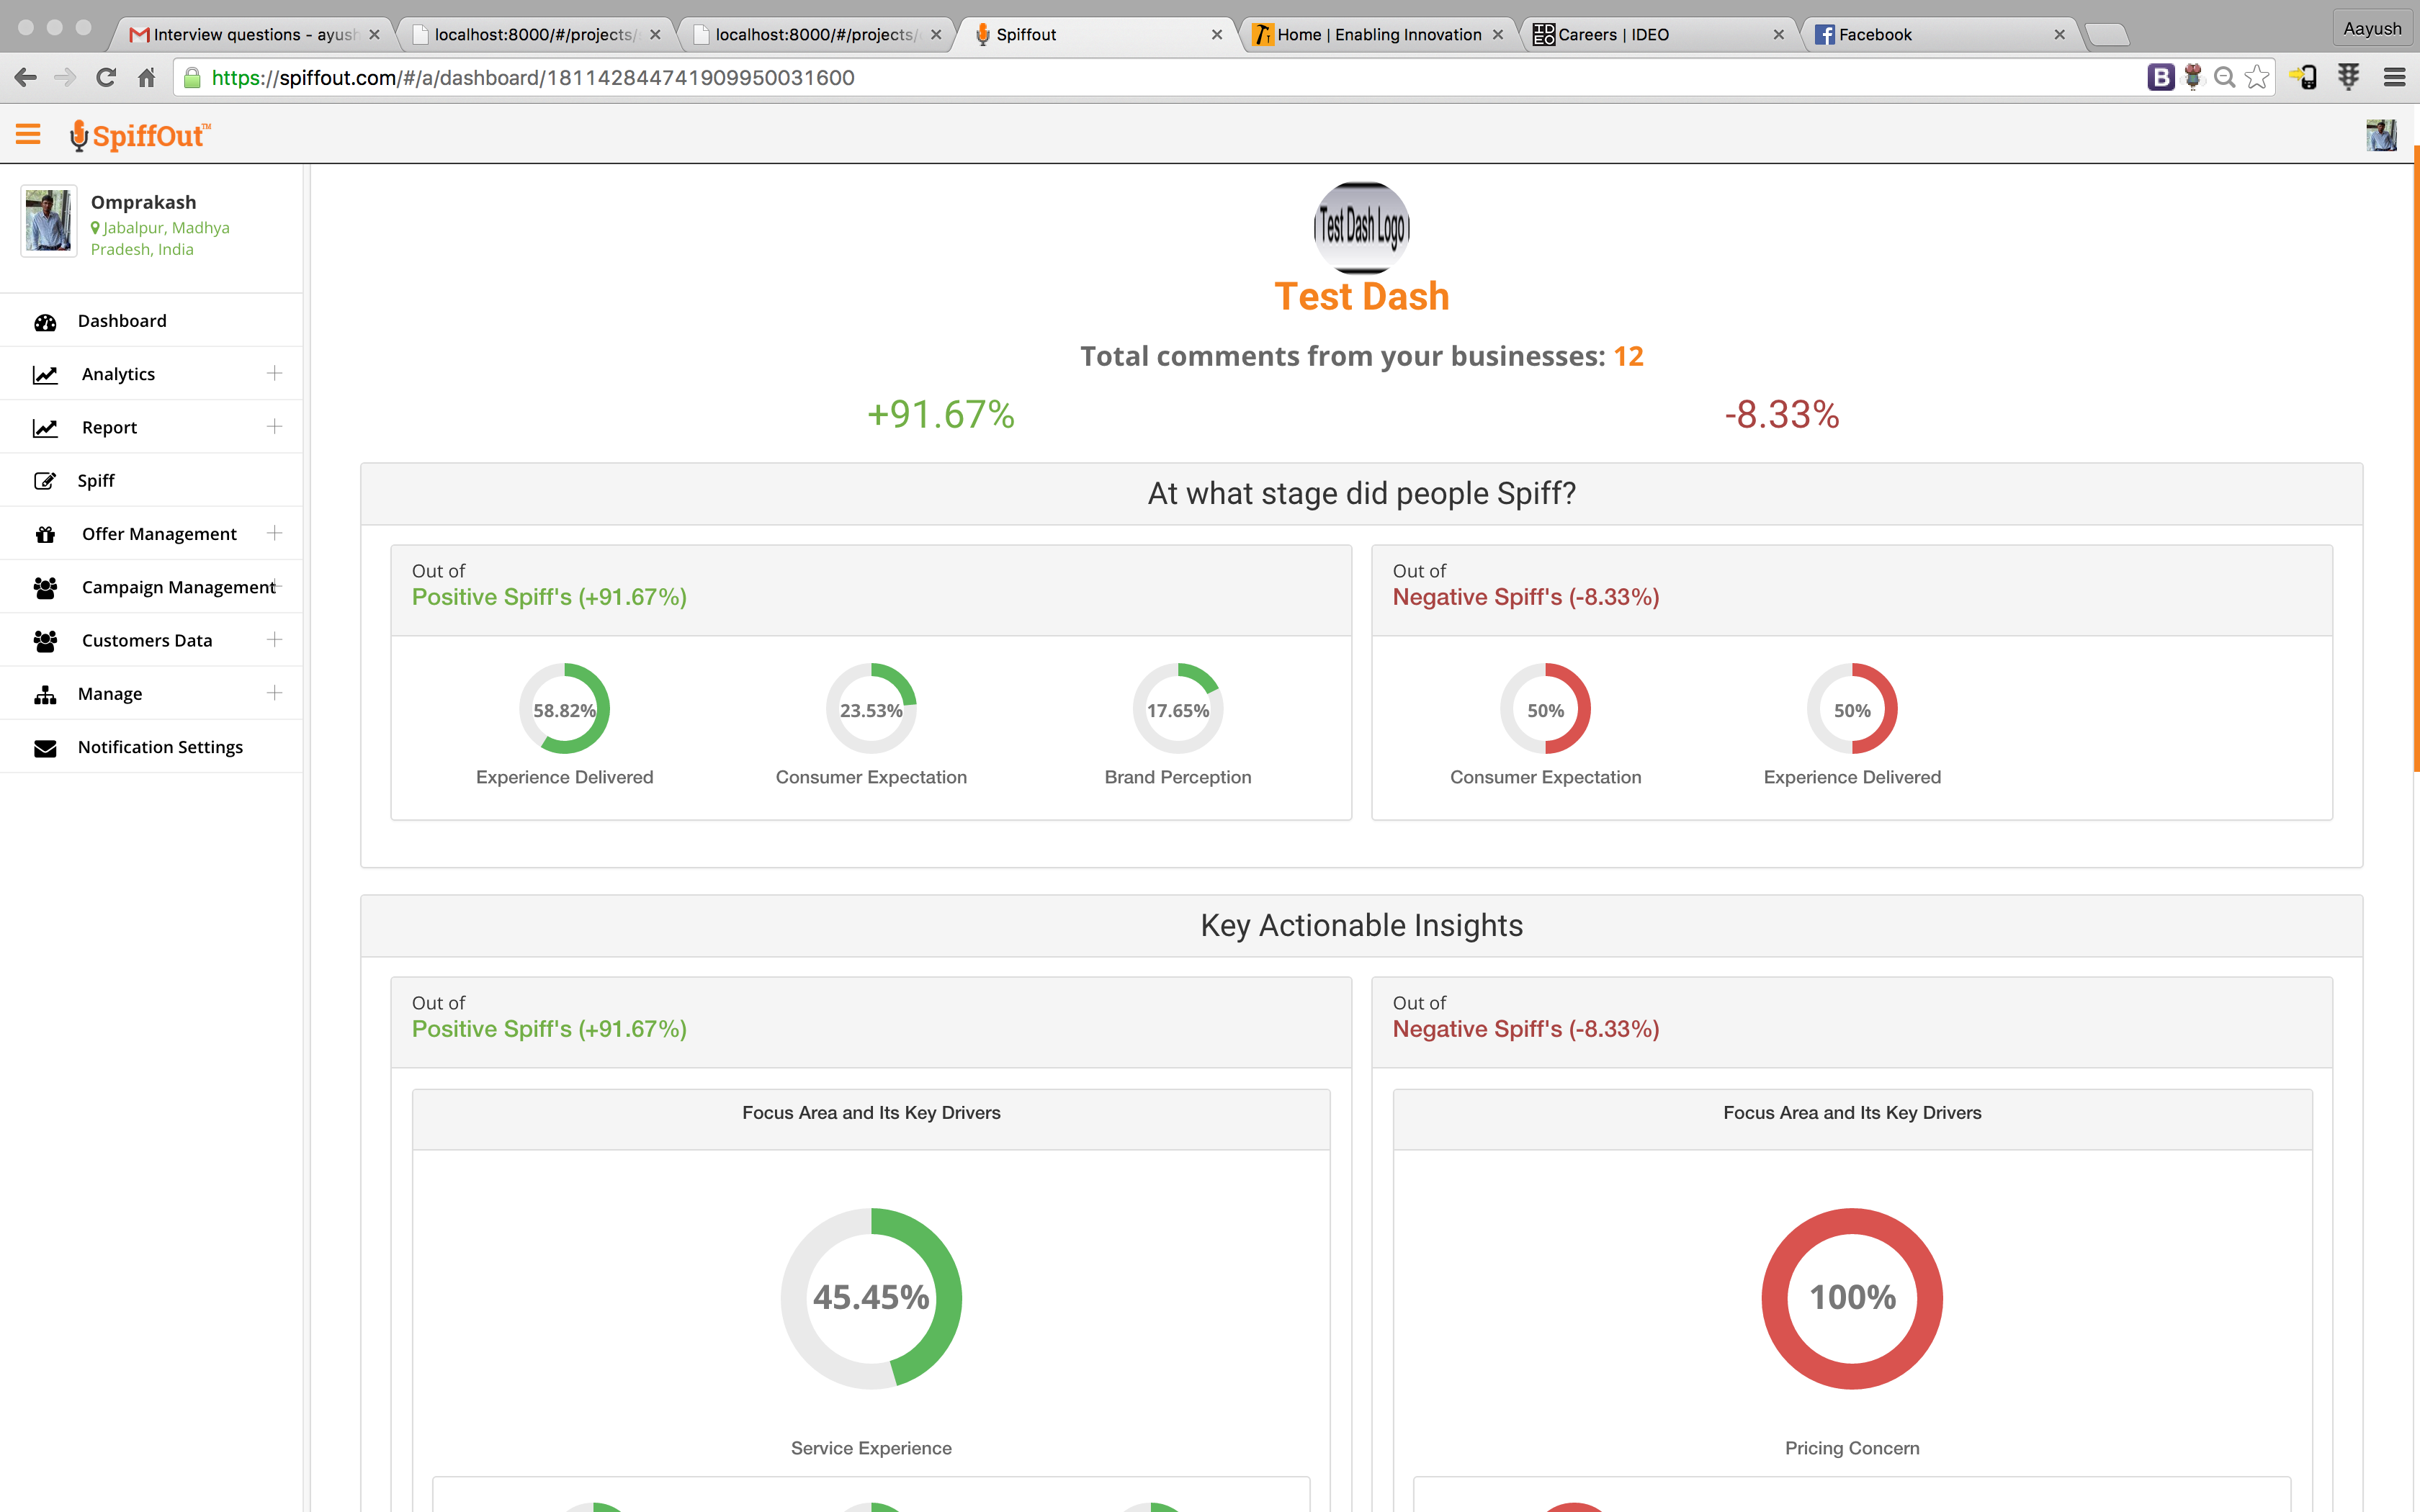 Interview questions - ayush
localhost:8000/#/projects/
localhost:8000/#/projects/
Spiffout
Home | Enabling Innovation
IDEO
Careers | IDEO
Facebook
Aayush
https://spiffout.com/#/a/dashboard/181142844741909950031600
B
SpiffOut™
Omprakash
Jabalpur, Madhya
Pradesh, India
Dashboard
Analytics
Report
Spiff
Offer Management
Campaign Management
Customers Data
Manage
Notification Settings
Test Dash Logo
Test Dash
Total comments from your businesses: 12
+91.67%
-8.33%
At what stage did people Spiff?
Out of
Positive Spiff's (+91.67%)
58.82%
23.53%
17.65%
Experience Delivered
Consumer Expectation
Brand Perception
Out of
Negative Spiff's (-8.33%)
50%
50%
Consumer Expectation
Experience Delivered
Key Actionable Insights
Out of
Positive Spiff's (+91.67%)
Focus Area and Its Key Drivers
45.45%
Service Experience
Out of
Negative Spiff's (-8.33%)
Focus Area and Its Key Drivers
100%
Pricing Concern